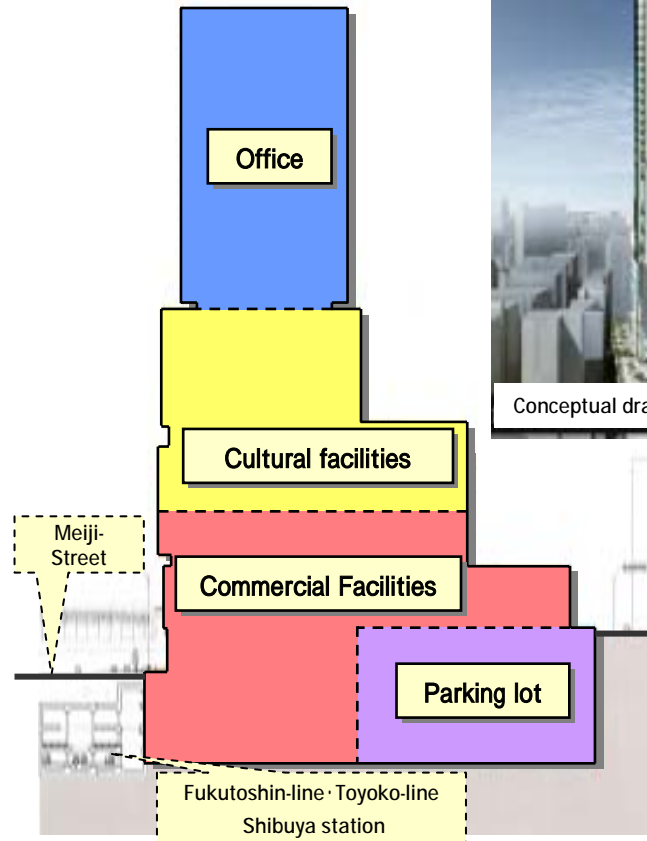 Office
Conceptual dra
Cultural facilities
Meiji-
Street
Commercial Facilities
Parking lot
Fukutoshin-line・Toyoko-line
Shibuya station